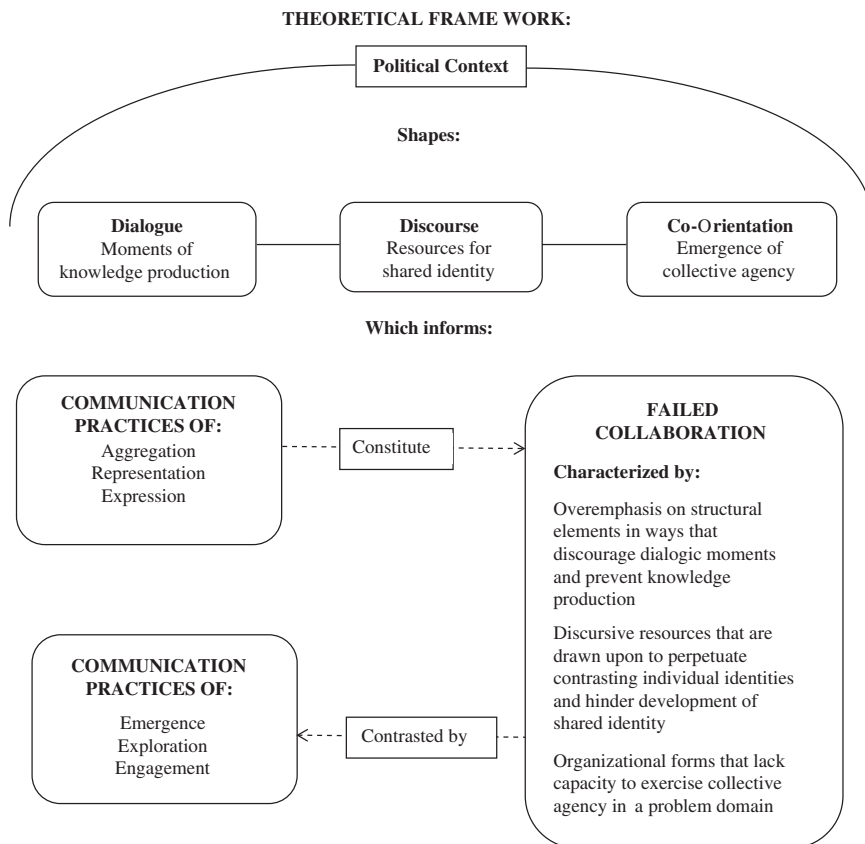 THEORETICAL FRAME WORK:
Political Context
Shapes:
Dialogue
Moments of
knowledge production
Discourse
Resources for
shared identity
Co-Orientation
Emergence of
collective agency
Which informs:
COMMUNICATION
PRACTICES OF:
Aggregation
Representation
Expression
Constitute
FAILED
COLLABORATION
Characterized by:
Overemphasis on structural
elements in ways that
discourage dialogic moments
and prevent knowledge
production
Discursive resources that are
drawn upon to perpetuate
contrasting individual identities
and hinder development of
shared identity
Organizational forms that lack
capacity to exercise collective
agency in a problem domain
COMMUNICATION
PRACTICES OF:
Emergence
Exploration
Engagement
Contrasted by